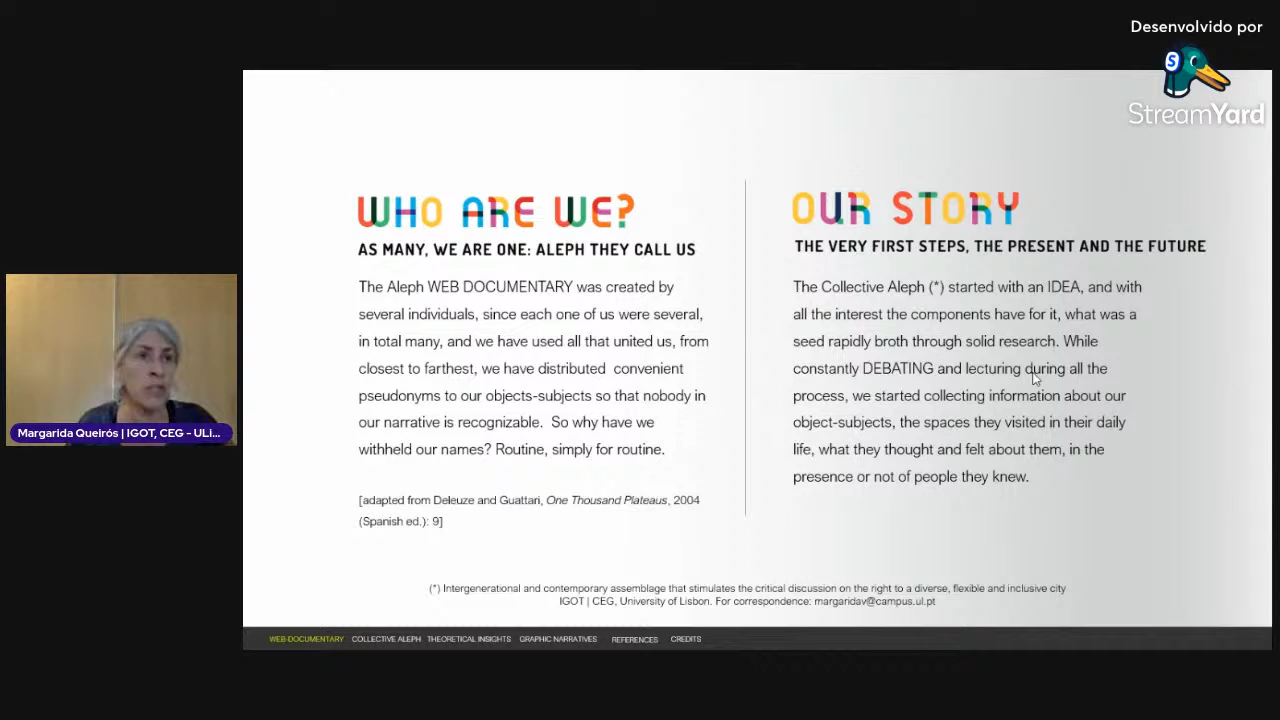 Desenvolvido por
S
StreamYard
WHO ARE WE?
AS MANY, WE ARE ONE: ALEPH THEY CALL US
The Aleph WEB DOCUMENTARY was created by
several individuals, since each one of us were several,
in total many, and we have used all that united us, from
closest to farthest, we have distributed convenient
pseudonyms to our objects-subjects so that nobody in
our narrative is recognizable. So why have we
withheld our names? Routine, simply for routine.
[adapted from Deleuze and Guattari, One Thousand Plateaus, 2004
(Spanish ed.): 9]
OUR STORY
THE VERY FIRST STEPS, THE PRESENT AND THE FUTURE
The Collective Aleph (*) started with an IDEA, and with
all the interest the components have for it, what was a
seed rapidly broth through solid research. While
constantly DEBATING and lecturing during all the
process, we started collecting information about our
object-subjects, the spaces they visited in their daily
life, what they thought and felt about them, in the
presence or not of people they knew.
(*) Intergenerational and contemporary assemblage that stimulates the critical discussion on the right to a diverse, flexible and inclusive city
IGOT | CEG, University of Lisbon. For correspondence: margaridav@campus.ul.pt
WEB-DOCUMENTARY COLLECTIVE ALEPH THEORETICAL INSIGHTS GRAPHIC NARRATIVES REFERENCES CREDITS
Margarida Queirós | IGOT, CEG - ULi...